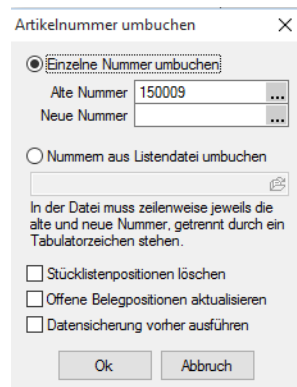 Artikelnummer umbuchen
Einzelne Nummer umbuchen
Alte Nummer 150009 ...
Neue Nummer ...
Nummern aus Listendatei umbuchen
In der Datei muss zeilenweise jeweils die
alte und neue Nummer, getrennt durch ein
Tabulatorzeichen stehen.
Stücklistenpositionen löschen
Offene Belegpositionen aktualisieren
Datensicherung vorher ausführen
Ok Abbruch